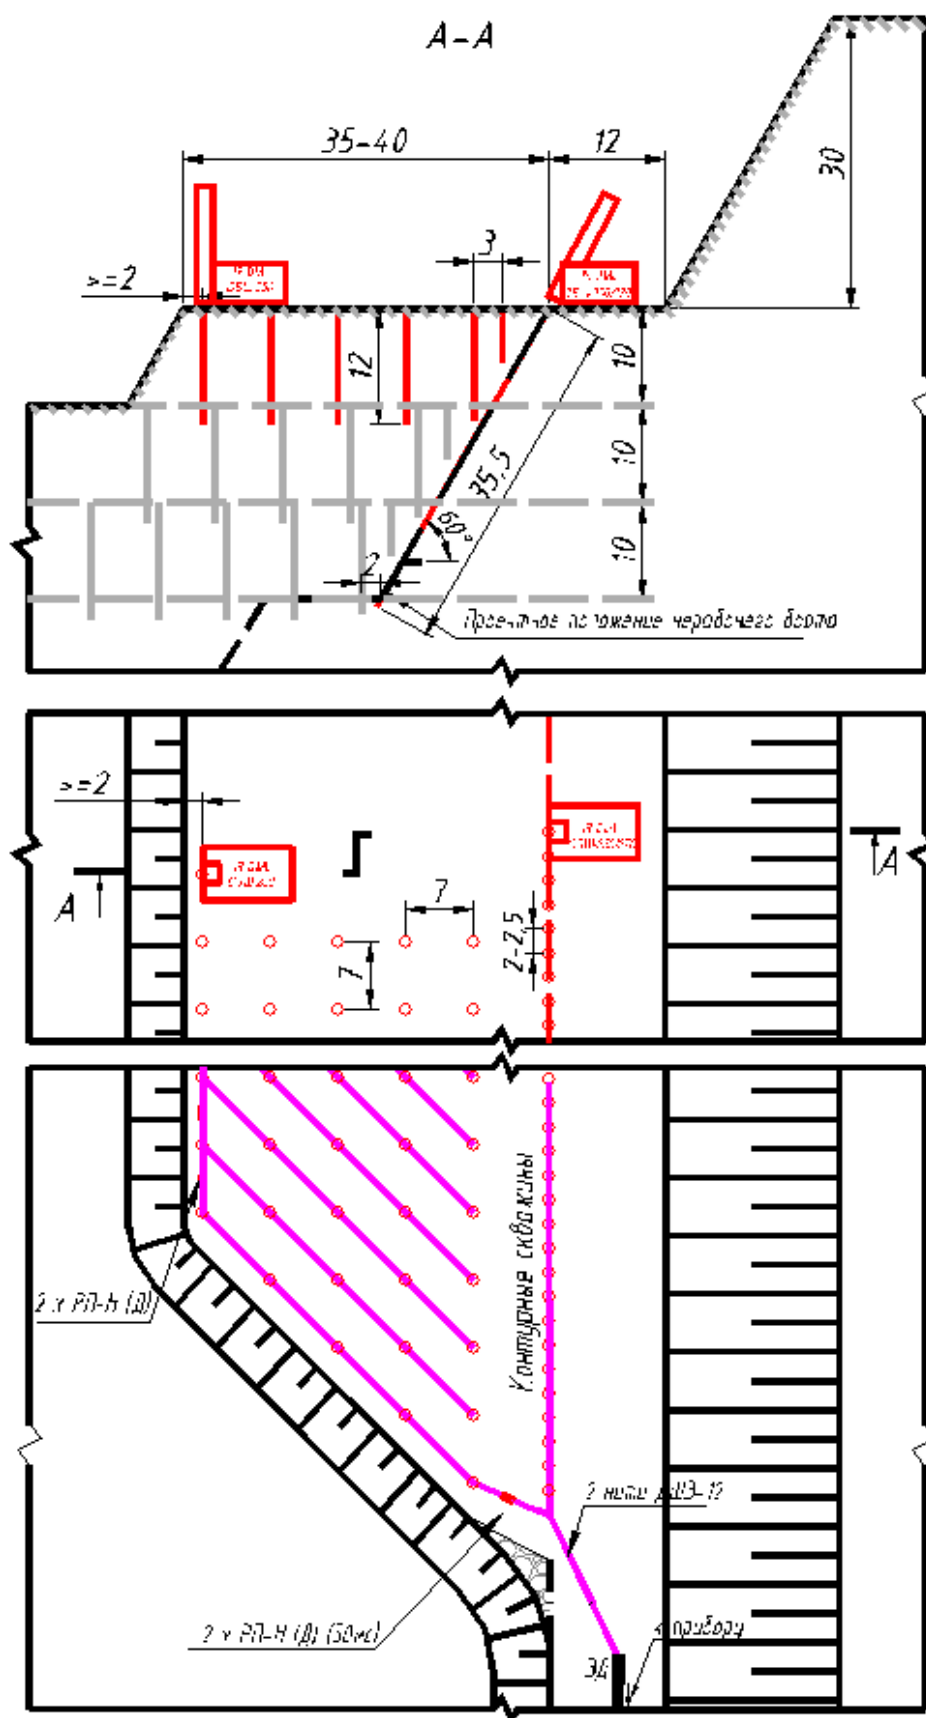 А-А
35-40
12
30
3
>=2
12
10
35,5
10
60°
10
2
Проектное положение нерабочего борта
>=2
А
А
7
2-2,5
7
Контурные скважины
2 х РП-Н (Д)
2 нити ДШЭ-12
2 х РП-Н (Д) (50мс)
к прибору
ЭД